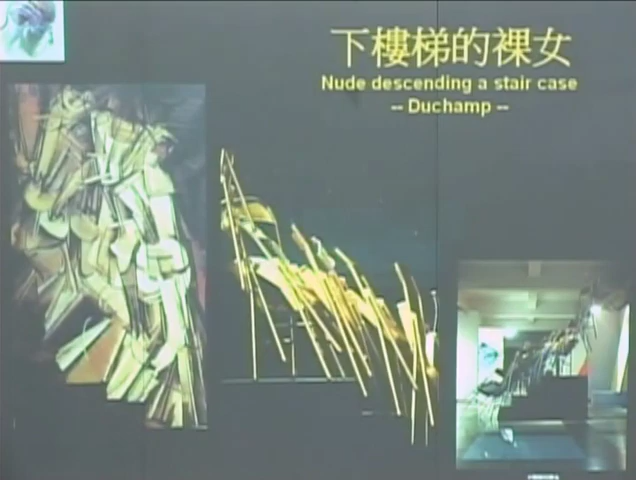 下樓梯的裸女
Nude descending a stair case
-- Duchamp --